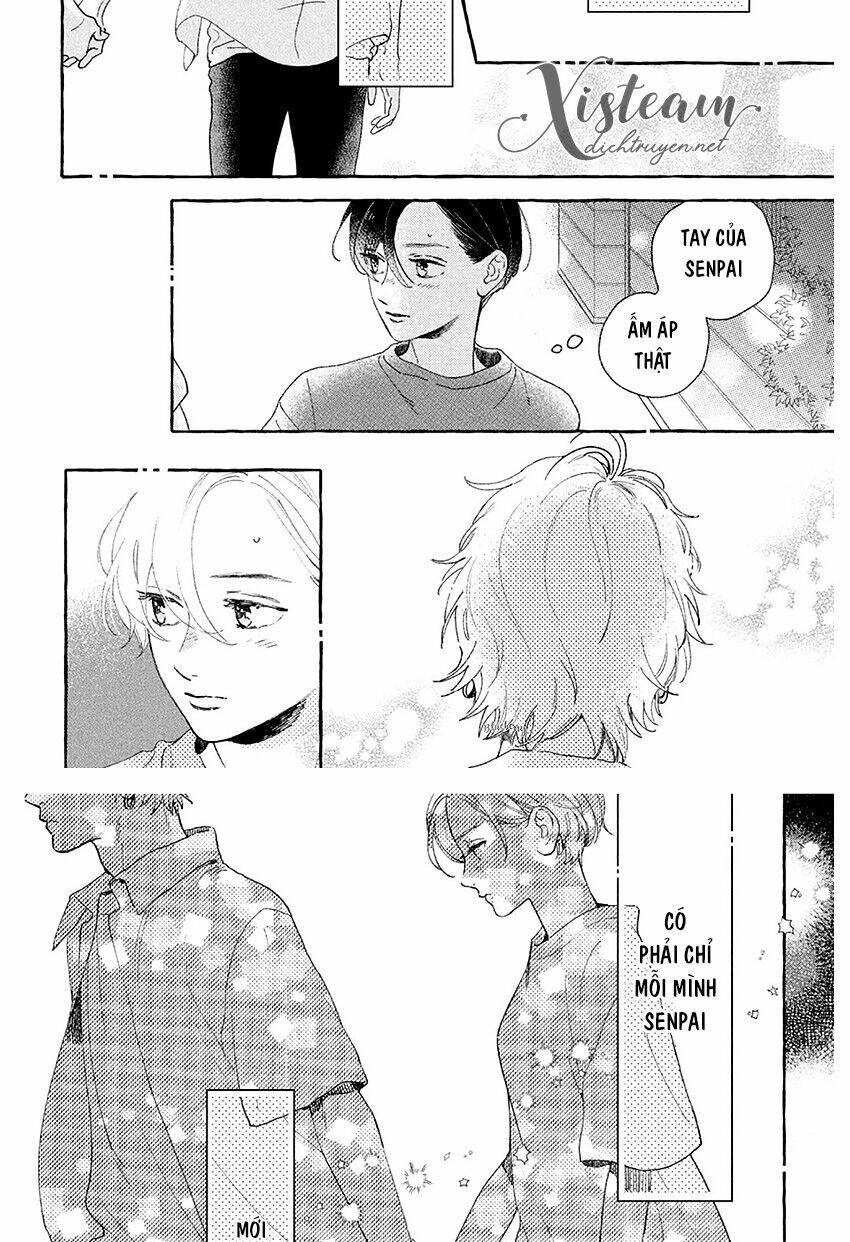 Xisteam
dichtruyen.net
TAY CỦA
SENPAI
ẤM ÁP
THẬT
CÓ
PHẢI CHỈ
MỖI MÌNH
SENPAI
MỚI